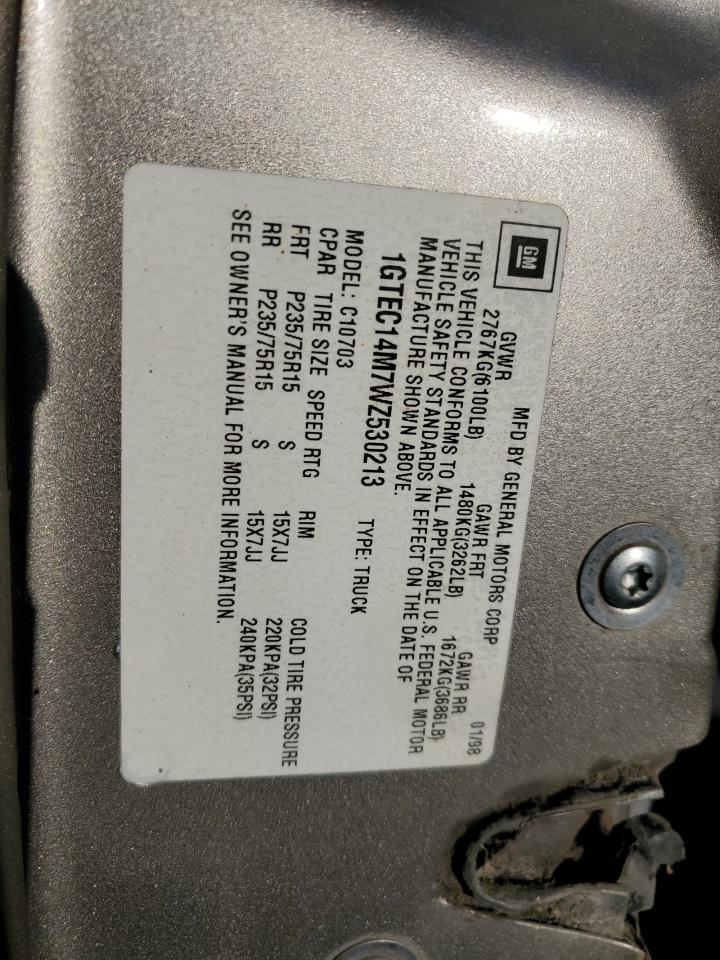 GM
MFD BY GENERAL MOTORS CORP 01/98
GVWR GAWR FRT GAWR RR
2767KG(6100LB) 1480KG(3262LB) 1672KG(3686LB)
THIS VEHICLE CONFORMS TO ALL APPLICABLE U.S. FEDERAL MOTOR
VEHICLE SAFETY STANDARDS IN EFFECT ON THE DATE OF
MANUFACTURE SHOWN ABOVE.
1GTEC14M7WZ530213 TYPE: TRUCK
MODEL: C10703
CPAR TIRE SIZE SPEED RTG RIM COLD TIRE PRESSURE
FRT P235/75R15 S 15X7JJ 220KPA(32PSI)
RR P235/75R15 S 15X7JJ 240KPA(35PSI)
SEE OWNER'S MANUAL FOR MORE INFORMATION.